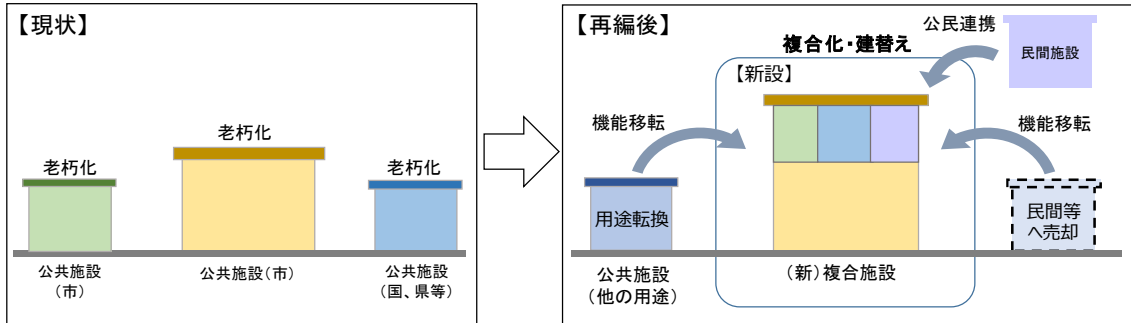 【現状】
老朽化
老朽化
老朽化
公共施設
(市)
公共施設(市)
公共施設
(国、県等)
【再編後】
公民連携
民間施設
複合化・建替え
【新設】
機能移転
機能移転
用途転換
民間等
へ売却
公共施設
(他の用途)
(新)複合施設